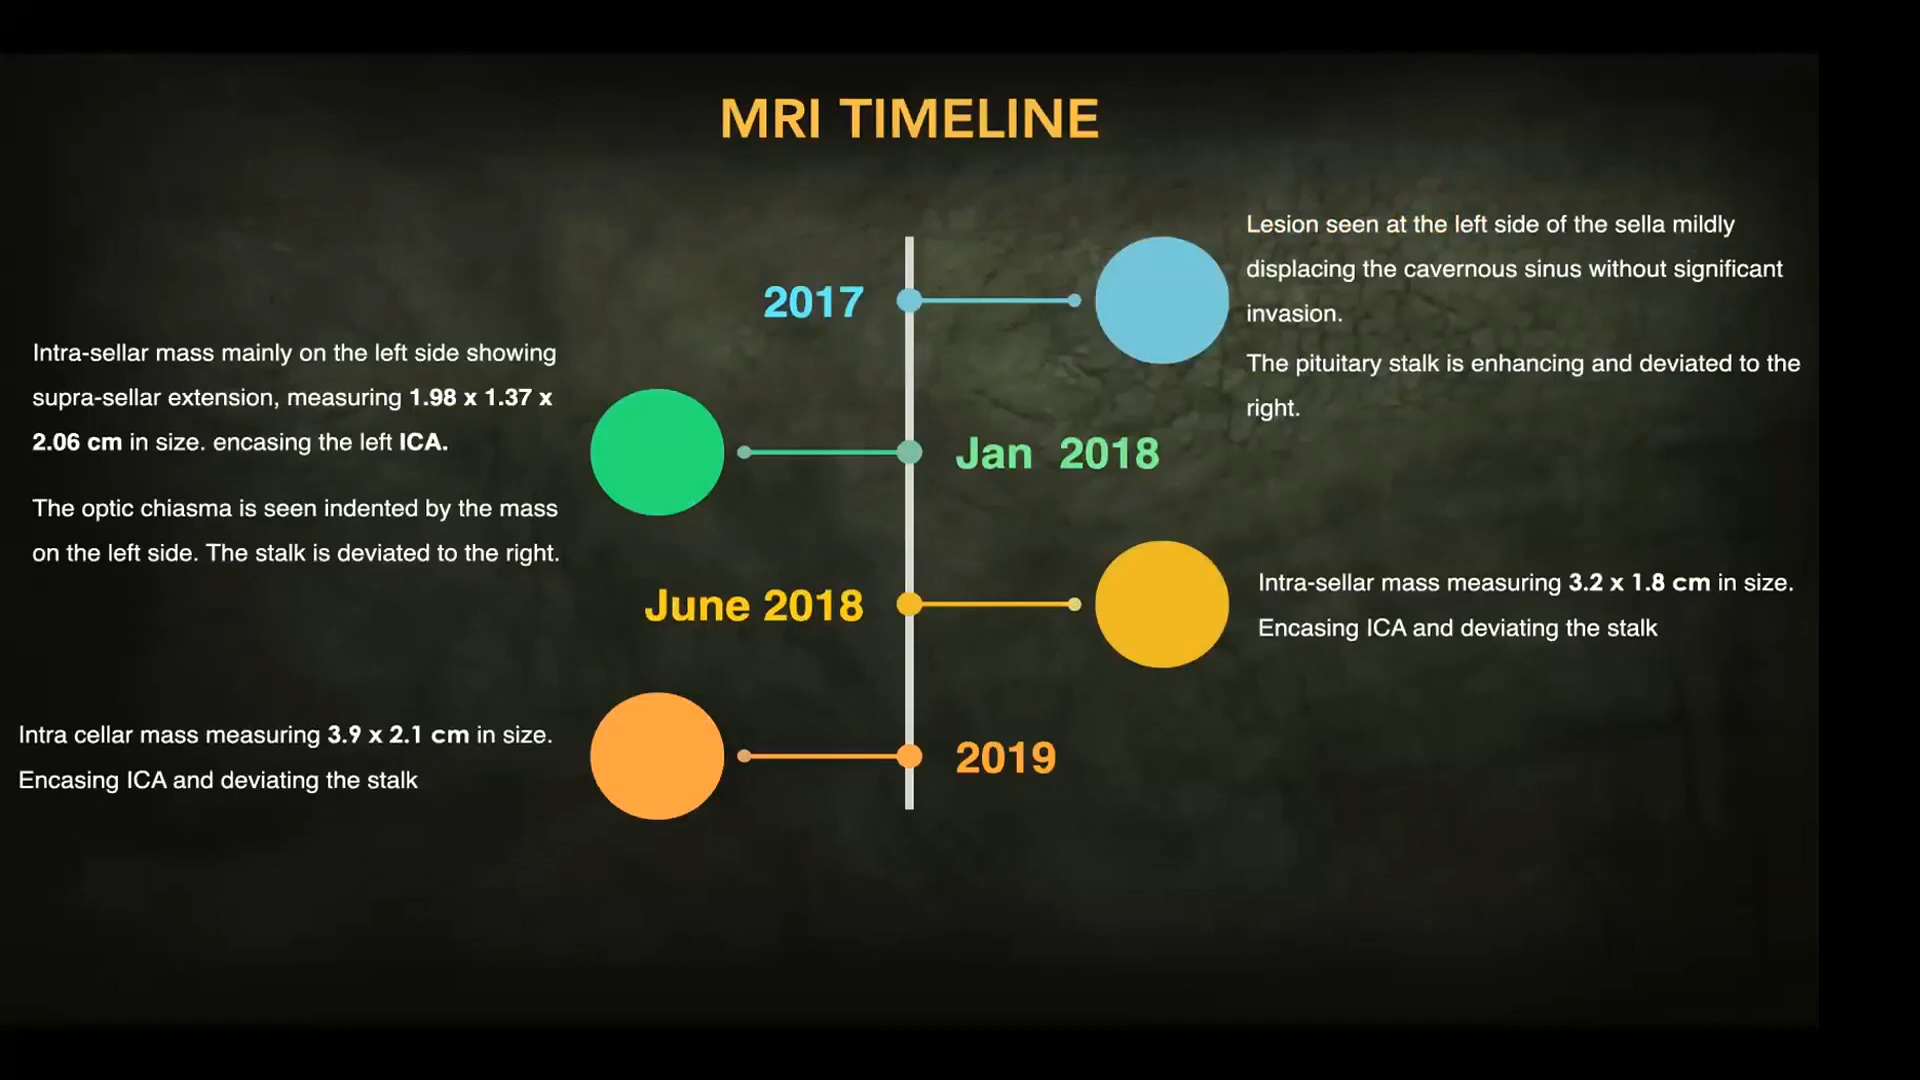 MRI TIMELINE
2017
Lesion seen at the left side of the sella mildly
displacing the cavernous sinus without significant
invasion.
The pituitary stalk is enhancing and deviated to the
right.
Jan 2018
Intra-sellar mass mainly on the left side showing
supra-sellar extension, measuring 1.98 x 1.37 x
2.06 cm in size. encasing the left ICA.
The optic chiasma is seen indented by the mass
on the left side. The stalk is deviated to the right.
June 2018
Intra-sellar mass measuring 3.2 x 1.8 cm in size.
Encasing ICA and deviating the stalk
2019
Intra cellar mass measuring 3.9 x 2.1 cm in size.
Encasing ICA and deviating the stalk